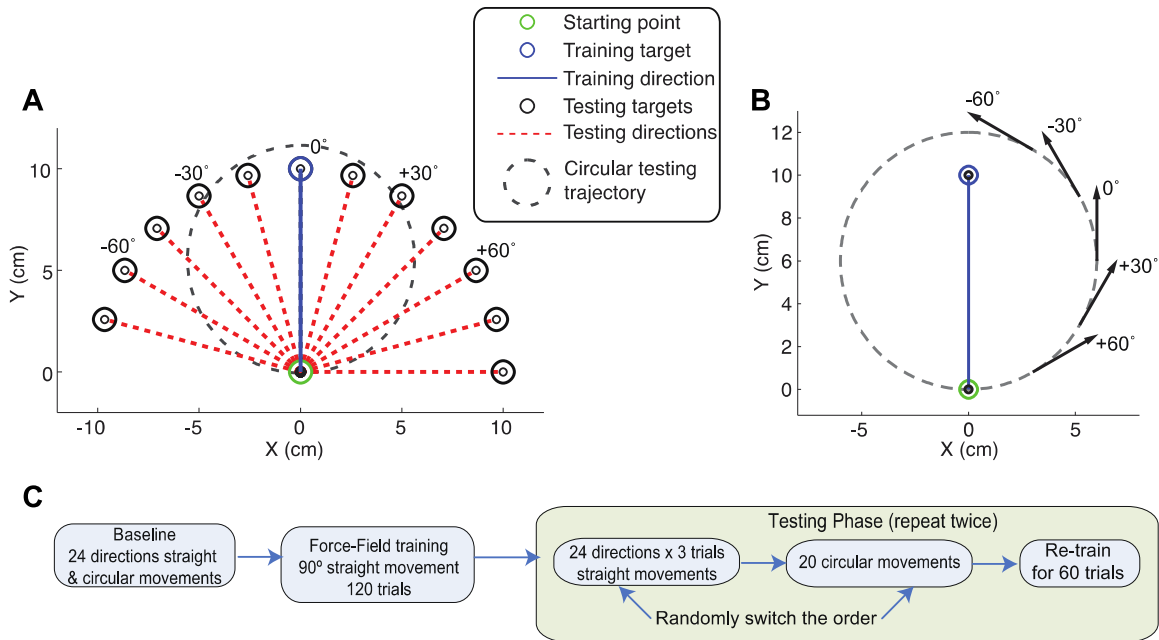 Starting point
Training target
Training direction
Testing targets
Testing directions
Circular testing
trajectory
A
Y (cm)
10
5
0
-10
-5
0
5
10
X (cm)
-60°
-30°
0°
+30°
+60°
B
Y (cm)
12
10
8
6
4
2
0
-5
0
5
X (cm)
-60°
-30°
0°
+30°
+60°
C
Baseline
24 directions straight
& circular movements
Force-Field training
90º straight movement
120 trials
Testing Phase (repeat twice)
24 directions x 3 trials
straight movements
20 circular movements
Re-train
for 60 trials
Randomly switch the order